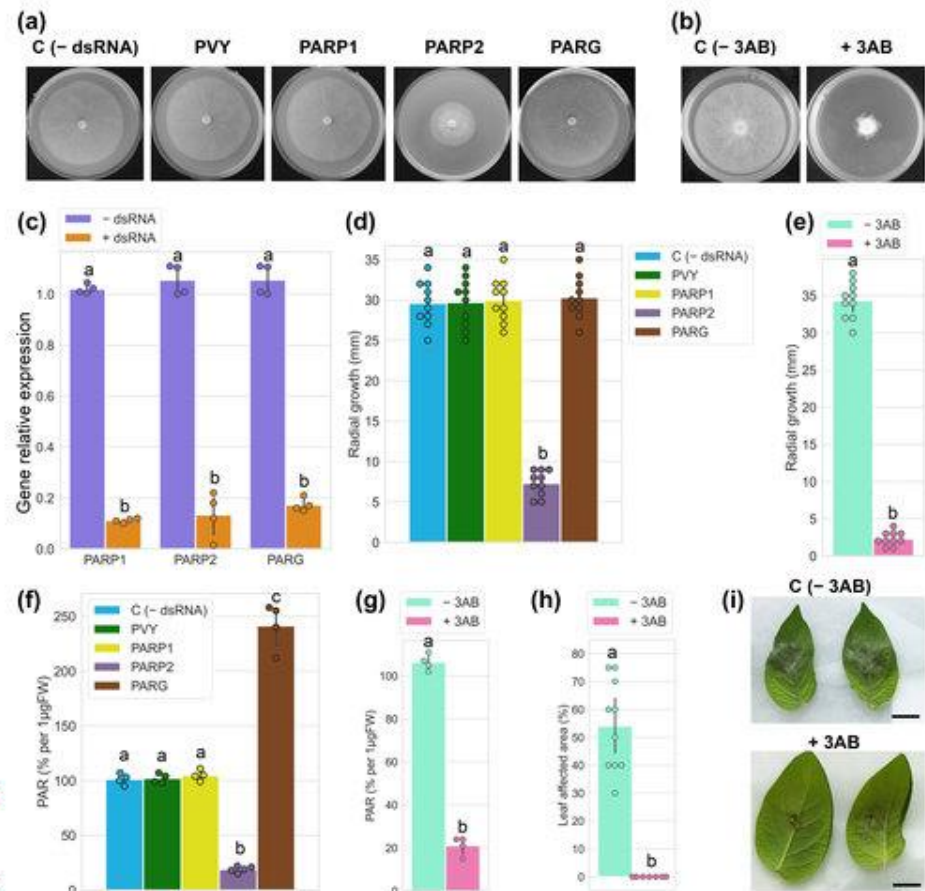 (a)
C (− dsRNA) PVY PARP1 PARP2 PARG
(b)
C (− 3AB) + 3AB
(c)
− dsRNA
+ dsRNA
Gene relative expression
1.0
0.8
0.6
0.4
0.2
0.0
a a a
b b b
PARP1 PARP2 PARG
(d)
Radial growth (mm)
35
30
25
20
15
10
5
0
a a a a
b
C (− dsRNA)
PVY
PARP1
PARP2
PARG
(e)
− 3AB
+ 3AB
Radial growth (mm)
35
30
25
20
15
10
5
0
a
b
(f)
C (− dsRNA)
PVY
PARP1
PARP2
PARG
PAR (% per 1µgFW)
250
200
150
100
50
0
a a a
b
c
(g)
− 3AB
+ 3AB
PAR (% per 1µgFW)
100
80
60
40
20
0
a
b
(h)
− 3AB
+ 3AB
Leaf affected area (%)
80
70
60
50
40
30
20
10
0
a
b
(i)
C (− 3AB)
+ 3AB